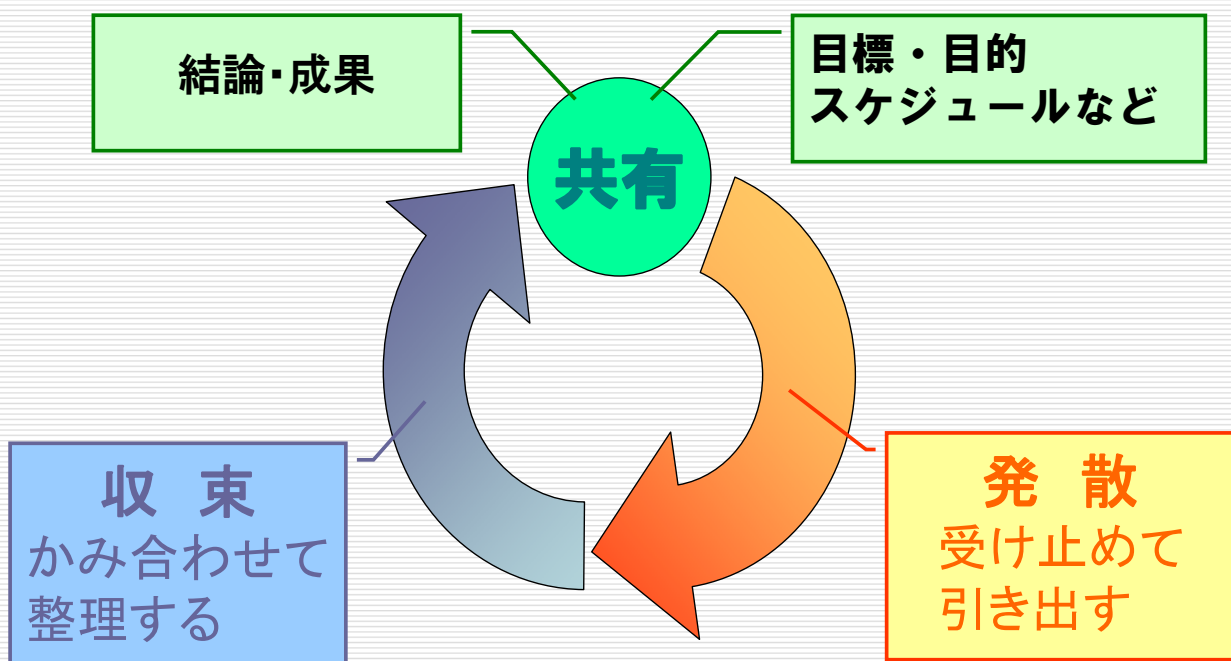 結論・成果
目標・目的
スケジュールなど
共有
収 束
かみ合わせて
整理する
発 散
受け止めて
引き出す